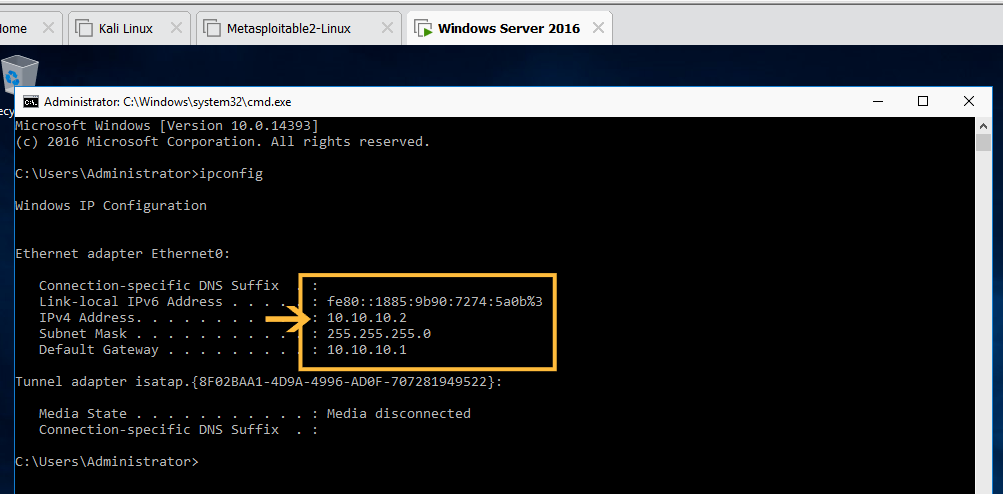 ome Kali Linux Metasploitable2-Linux Windows Server 2016
ecy
Administrator: C:\Windows\system32\cmd.exe
Microsoft Windows [Version 10.0.14393]
(c) 2016 Microsoft Corporation. All rights reserved.
C:\Users\Administrator>ipconfig
Windows IP Configuration
Ethernet adapter Ethernet0:
Connection-specific DNS Suffix . :
Link-local IPv6 Address . . . . . : fe80::1885:9b90:7274:5a0b%3
IPv4 Address. . . . . . . . : 10.10.10.2
Subnet Mask . . . . . . . . . . . : 255.255.255.0
Default Gateway . . . . . . . . . : 10.10.10.1
Tunnel adapter isatap.{8F02BAA1-4D9A-4996-AD0F-707281949522}:
Media State . . . . . . . . . . . : Media disconnected
Connection-specific DNS Suffix . :
C:\Users\Administrator>